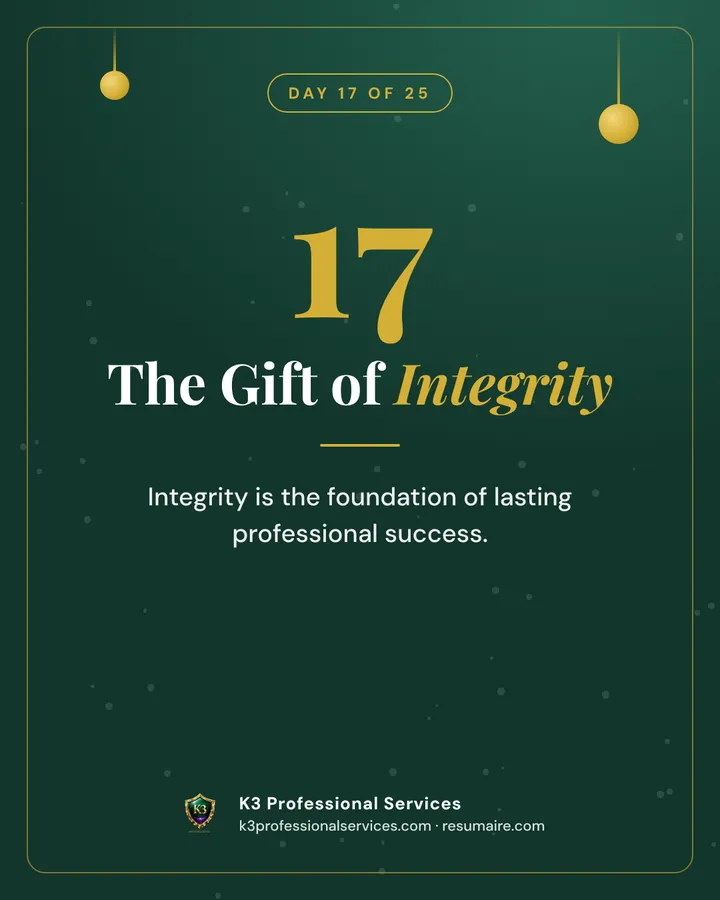 DAY 17 OF 25
17
The Gift of Integrity
Integrity is the foundation of lasting
professional success.
K3
K3 Professional Services
k3professionalservices.com · resumaire.com